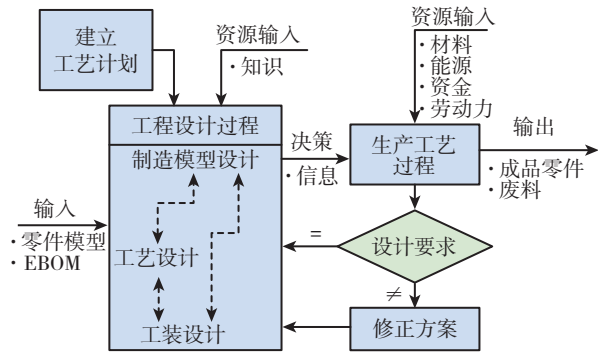 建立
工艺计划
资源输入
·知识
资源输入
·材料
·能源
·资金
·劳动力
工程设计过程
制造模型设计
决策
·信息
生产工艺
过程
输出
·成品零件
·废料
输入
·零件模型
·EBOM
工艺设计
=
设计要求
≠
工装设计
修正方案